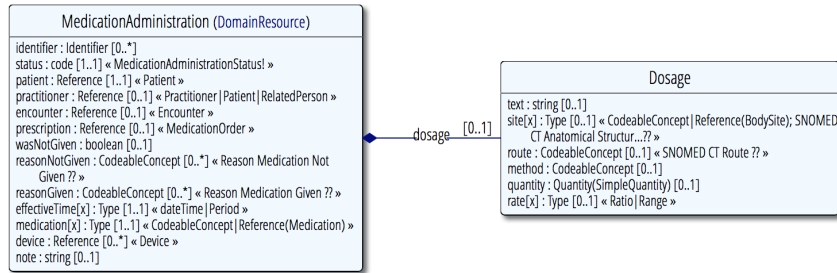 MedicationAdministration (DomainResource)
identifier : Identifier [0..*]
status : code [1..1] « MedicationAdministrationStatus! »
patient : Reference [1..1] « Patient »
practitioner : Reference [0..1] « Practitioner|Patient|RelatedPerson »
encounter : Reference [0..1] « Encounter »
prescription : Reference [0..1] « MedicationOrder »
wasNotGiven : boolean [0..1]
reasonNotGiven : CodeableConcept [0..*] « Reason Medication Not
Given ?? »
reasonGiven : CodeableConcept [0..*] « Reason Medication Given ?? »
effectiveTime[x] : Type [1..1] « dateTime|Period »
medication[x] : Type [1..1] « CodeableConcept|Reference(Medication) »
device : Reference [0..*] « Device »
note : string [0..1]
dosage [0..1]
Dosage
text : string [0..1]
site[x] : Type [0..1] « CodeableConcept|Reference(BodySite); SNOMED
CT Anatomical Structur...?? »
route : CodeableConcept [0..1] « SNOMED CT Route ?? »
method : CodeableConcept [0..1]
quantity : Quantity(SimpleQuantity) [0..1]
rate[x] : Type [0..1] « Ratio|Range »